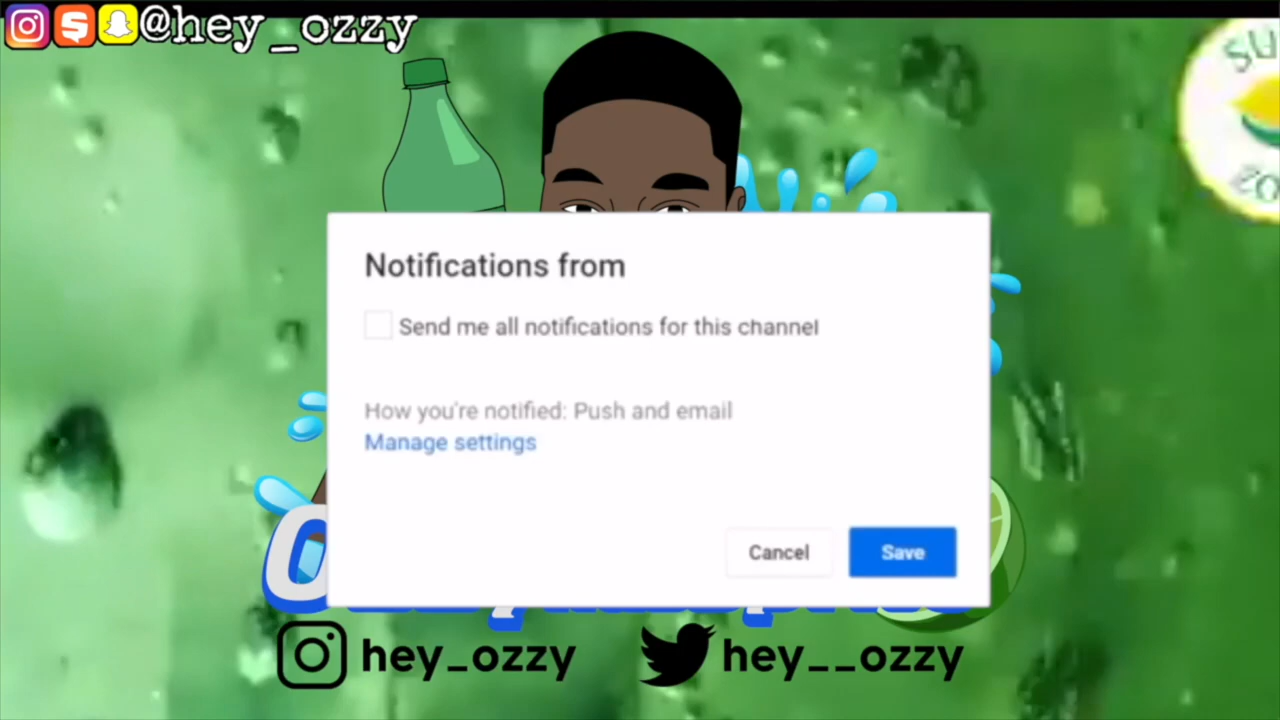 @hey_ozzy
Notifications from
Send me all notifications for this channel
How you're notified: Push and email
Manage settings
Cancel
Save
hey_ozzy
hey__ozzy